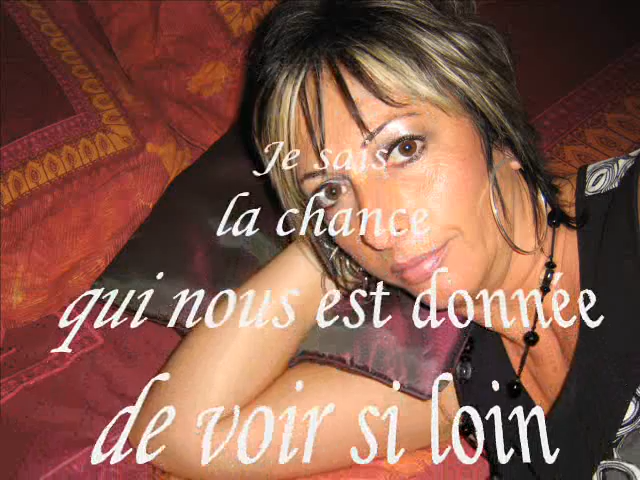 Je sais
la chance
qui nous est donnée
de voir si loin